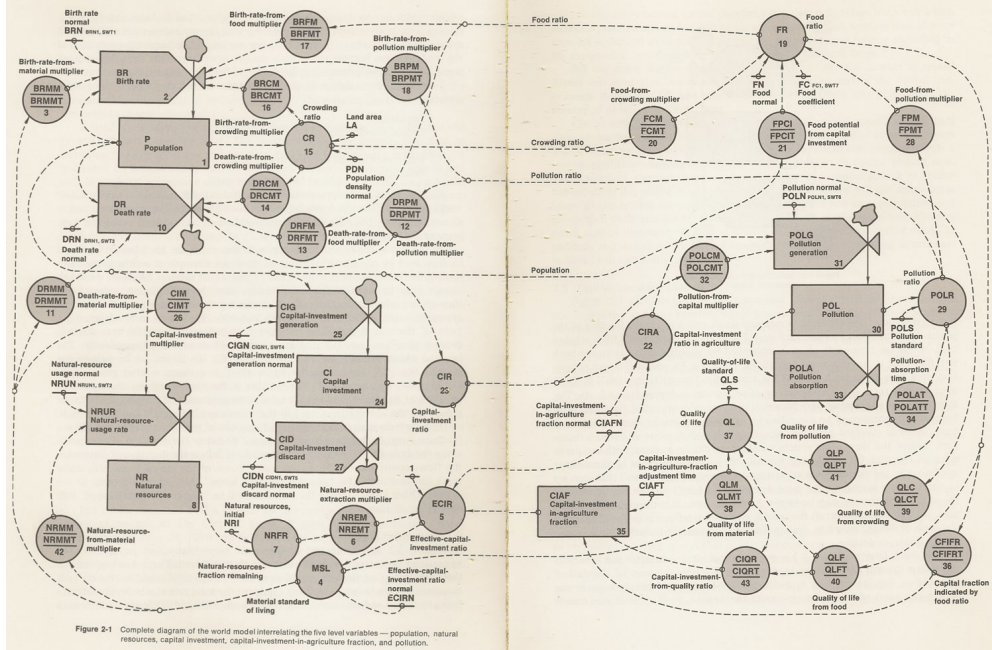 Birth rate
normal
BRN BRN1, SWT1
Birth-rate-from-
food multiplier
BRFM
BRFMT
17
Birth-rate-from-
pollution multiplier
BRPM
BRPMT
18
Birth-rate-from-
material multiplier
BRMM
BRMMT
3
BR
Birth rate
2
BRCM
BRCMT
16
Birth-rate-from-
crowding multiplier
Crowding
ratio
CR
15
Land area
LA
PDN
Population
density
normal
P
Population
1
Death-rate-from-
crowding multiplier
DRCM
DRCMT
14
DR
Death rate
10
DRN DRN1, SWT3
Death rate
normal
DRFM
DRFMT
13
Death-rate-from-
food multiplier
DRPM
DRPMT
12
Death-rate-from-
pollution multiplier
DRMM
DRMMT
11
Death-rate-from-
material multiplier
CIM
CIMT
26
Capital-investment
multiplier
CIG
Capital-investment
generation
25
CIGN CIGN1, SWT4
Capital-investment
generation normal
CI
Capital
investment
24
CIR
Capital-
investment
ratio
CID
Capital-investment
discard
27
CIDN CIDN1, SWT5
Capital-investment
discard normal
Natural-resource
usage normal
NRUN NRUN1, SWT2
NRUR
Natural-resource-
usage rate
9
NR
Natural
resources
8
Natural-resource-
extraction multiplier
NREM
NREMT
6
1
ECIR
5
Effective-capital-
investment ratio
Natural resources,
initial
NRI
NRFR
7
Natural-resources-
fraction remaining
NRMM
NRMMT
42
Natural-resource-
from-material
multiplier
MSL
4
Material standard
of living
Effective-capital-
investment ratio
normal
ECIRN
Food ratio
Crowding ratio
Pollution ratio
Population
FR
19
Food
ratio
FN
Food
normal
FC FC1, SWT7
Food
coefficient
Food-from-
crowding multiplier
FCM
FCMT
20
FPCI
FPCIT
21
Food potential
from capital
investment
Food-from-
pollution multiplier
FPM
FPMT
28
Pollution normal
POLN POLN1, SWT6
POLG
Pollution
generation
31
POLCM
POLCMT
32
Pollution-from-
capital multiplier
POL
Pollution
30
Pollution
ratio
POLR
29
POLS
Pollution
standard
POLA
Pollution
absorption
33
Pollution-
absorption
time
POLAT
POLATT
34
CIRA
22
Capital-investment
ratio in agriculture
Quality-of-life
standard
QLS
Quality
of life
QL
37
Capital-investment-
in-agriculture
fraction normal
CIAFN
Capital-investment-
in-agriculture-fraction
adjustment time
CIAFT
CIAF
Capital-investment-
in-agriculture
fraction
35
QLM
QLMT
38
Quality of life
from material
Quality of life
from pollution
QLP
QLPT
41
QLC
QLCT
39
Quality of life
from crowding
CIQR
CIQRT
43
Capital-investment-
from-quality ratio
QLF
QLFT
40
Quality of life
from food
CFIFR
CFIFRT
36
Capital fraction
indicated by
food ratio
Figure 2-1 Complete diagram of the world model interrelating the five level variables — population, natural
resources, capital investment, capital-investment-in-agriculture fraction, and pollution.